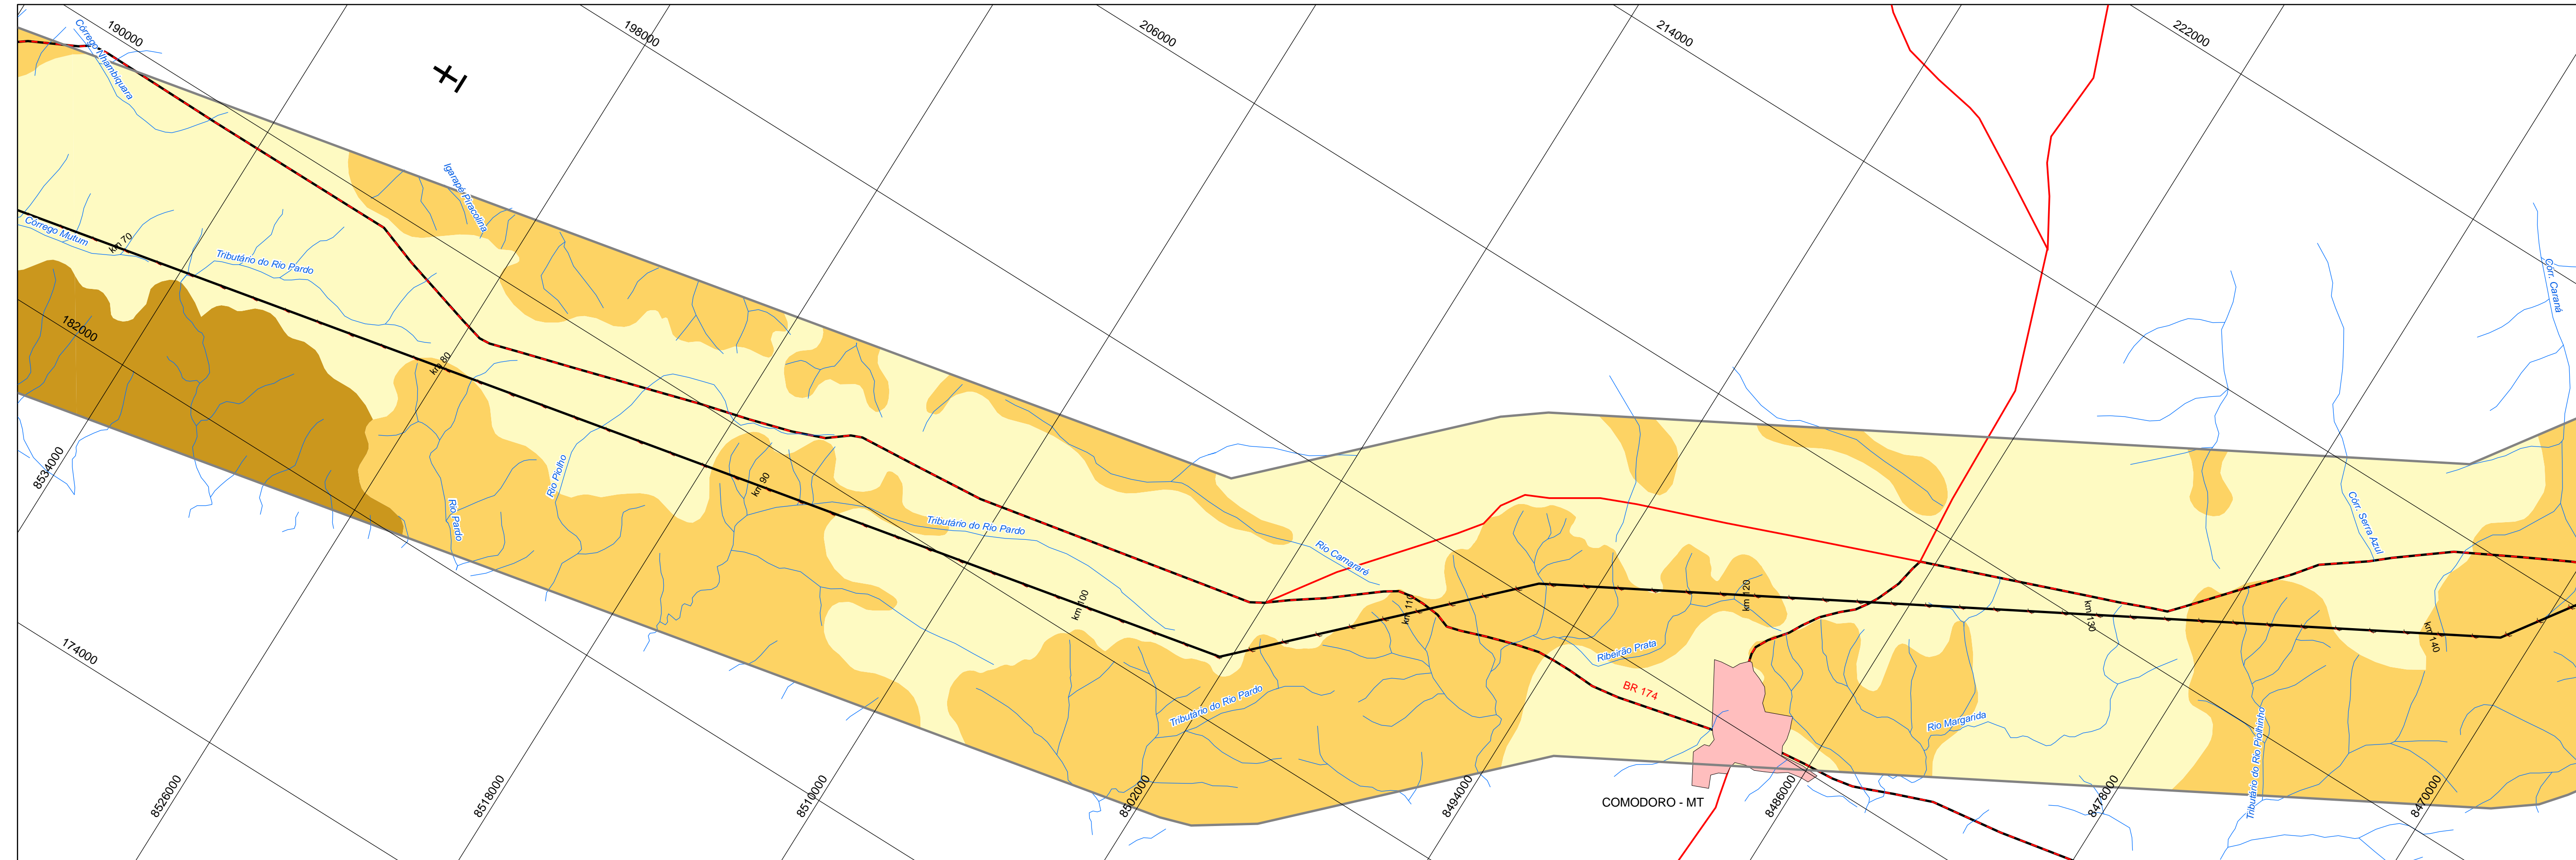 190000
198000
206000
214000
222000
Córrego Nhambiquara
Igarapé Piracolina
Córrego Mutum
km 70
Tributário do Rio Pardo
Córr. Caraná
182000
km 80
8534000
Rio Piolho
Rio Pardo
km 90
Tributário do Rio Pardo
Córr. Serra Azul
Rio Camararé
km 100
km 110
km 120
km 130
km 140
174000
Ribeirão Prata
BR 174
Tributário do Rio Pardo
Rio Margarida
Tributário do Rio Piolhinho
COMODORO - MT
8526000
8518000
8510000
8502000
8494000
8486000
8478000
8470000